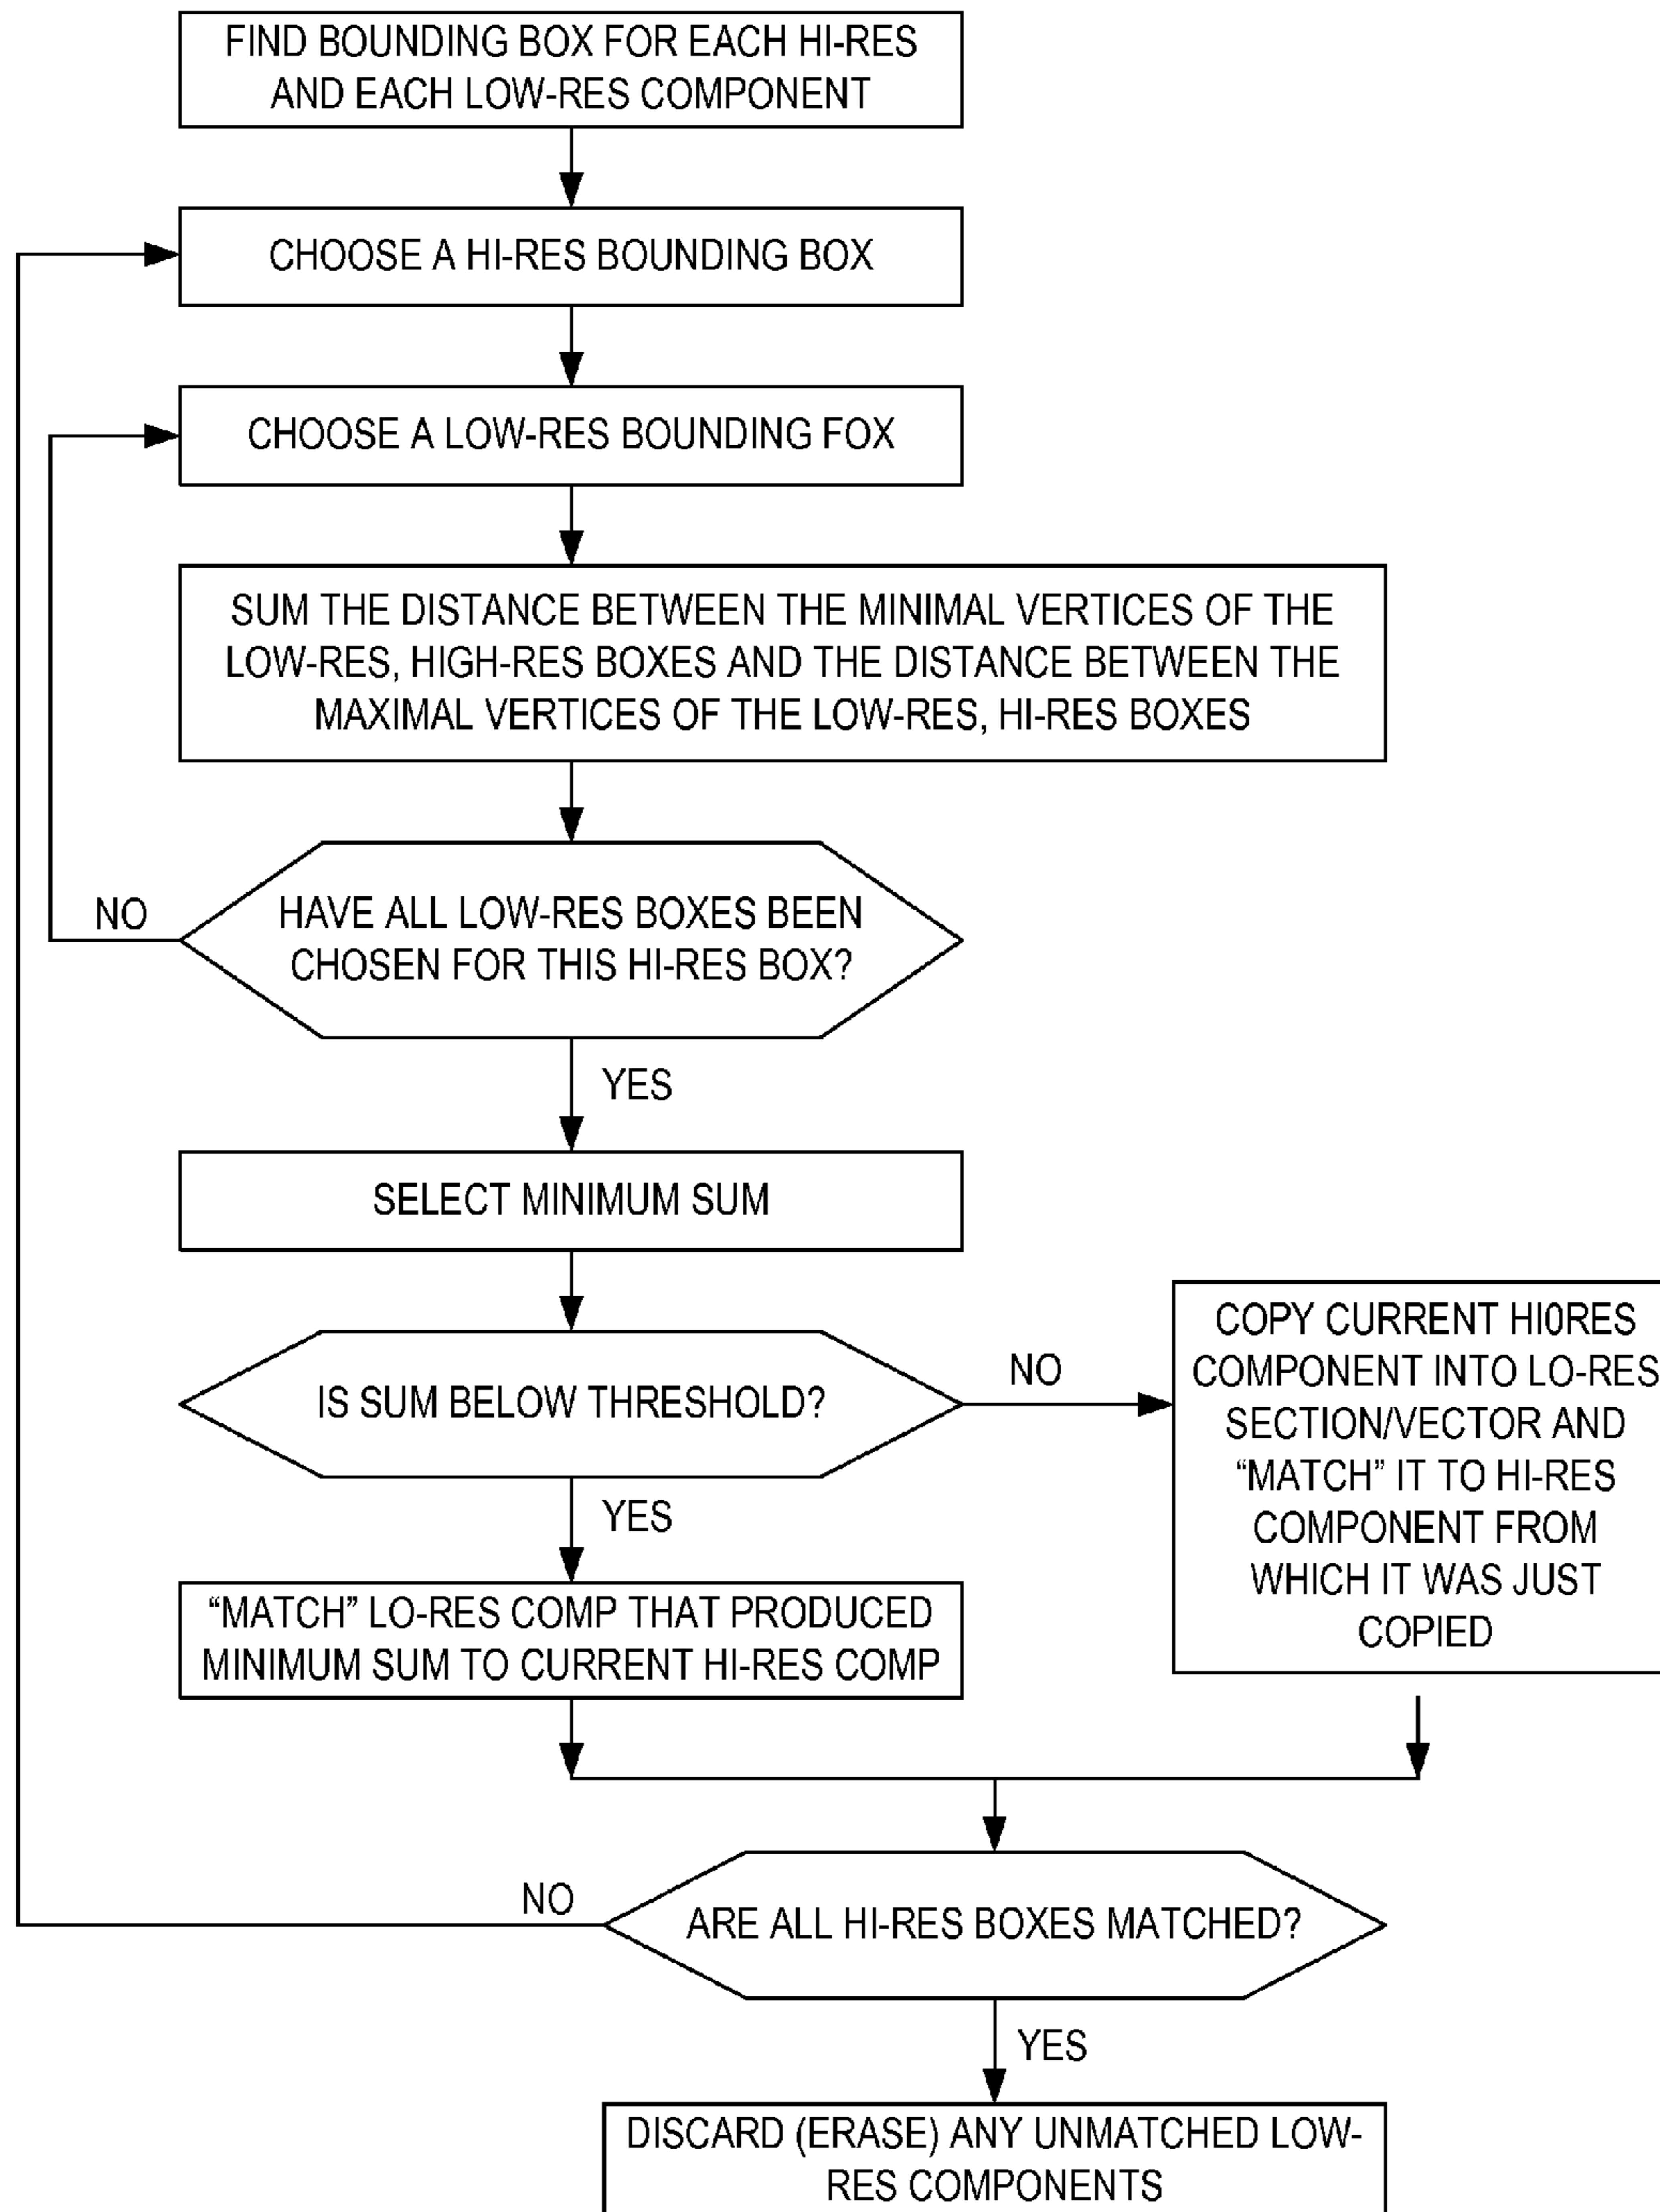 FIND BOUNDING BOX FOR EACH HI-RES
AND EACH LOW-RES COMPONENT
CHOOSE A HI-RES BOUNDING BOX
CHOOSE A LOW-RES BOUNDING FOX
SUM THE DISTANCE BETWEEN THE MINIMAL VERTICES OF THE
LOW-RES, HIGH-RES BOXES AND THE DISTANCE BETWEEN THE
MAXIMAL VERTICES OF THE LOW-RES, HI-RES BOXES
NO
HAVE ALL LOW-RES BOXES BEEN
CHOSEN FOR THIS HI-RES BOX?
YES
SELECT MINIMUM SUM
IS SUM BELOW THRESHOLD?
NO
COPY CURRENT HI0RES
COMPONENT INTO LO-RES
SECTION/VECTOR AND
“MATCH” IT TO HI-RES
COMPONENT FROM
WHICH IT WAS JUST
COPIED
YES
“MATCH” LO-RES COMP THAT PRODUCED
MINIMUM SUM TO CURRENT HI-RES COMP
NO
ARE ALL HI-RES BOXES MATCHED?
YES
DISCARD (ERASE) ANY UNMATCHED LOW-
RES COMPONENTS